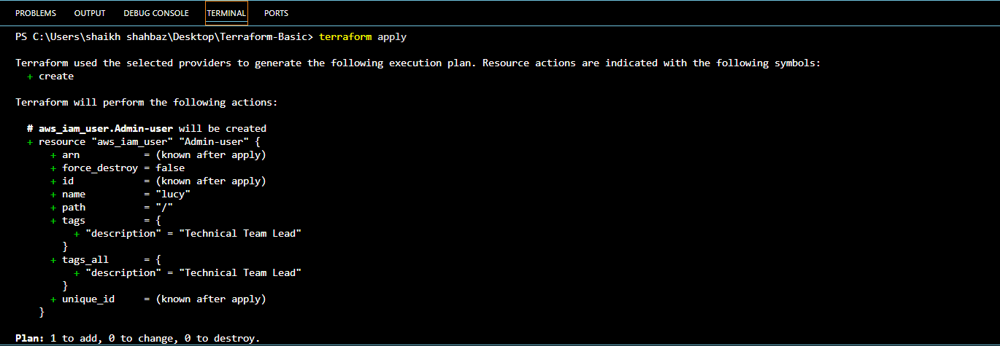 PROBLEMS OUTPUT DEBUG CONSOLE TERMINAL PORTS
PS C:\Users\shaikh shahbaz\Desktop\Terraform-Basic> terraform apply
Terraform used the selected providers to generate the following execution plan. Resource actions are indicated with the following symbols:
  + create
Terraform will perform the following actions:
  # aws_iam_user.Admin-user will be created
  + resource "aws_iam_user" "Admin-user" {
      + arn           = (known after apply)
      + force_destroy = false
      + id            = (known after apply)
      + name          = "lucy"
      + path          = "/"
      + tags          = {
          + "description" = "Technical Team Lead"
        }
      + tags_all      = {
          + "description" = "Technical Team Lead"
        }
      + unique_id     = (known after apply)
    }
Plan: 1 to add, 0 to change, 0 to destroy.